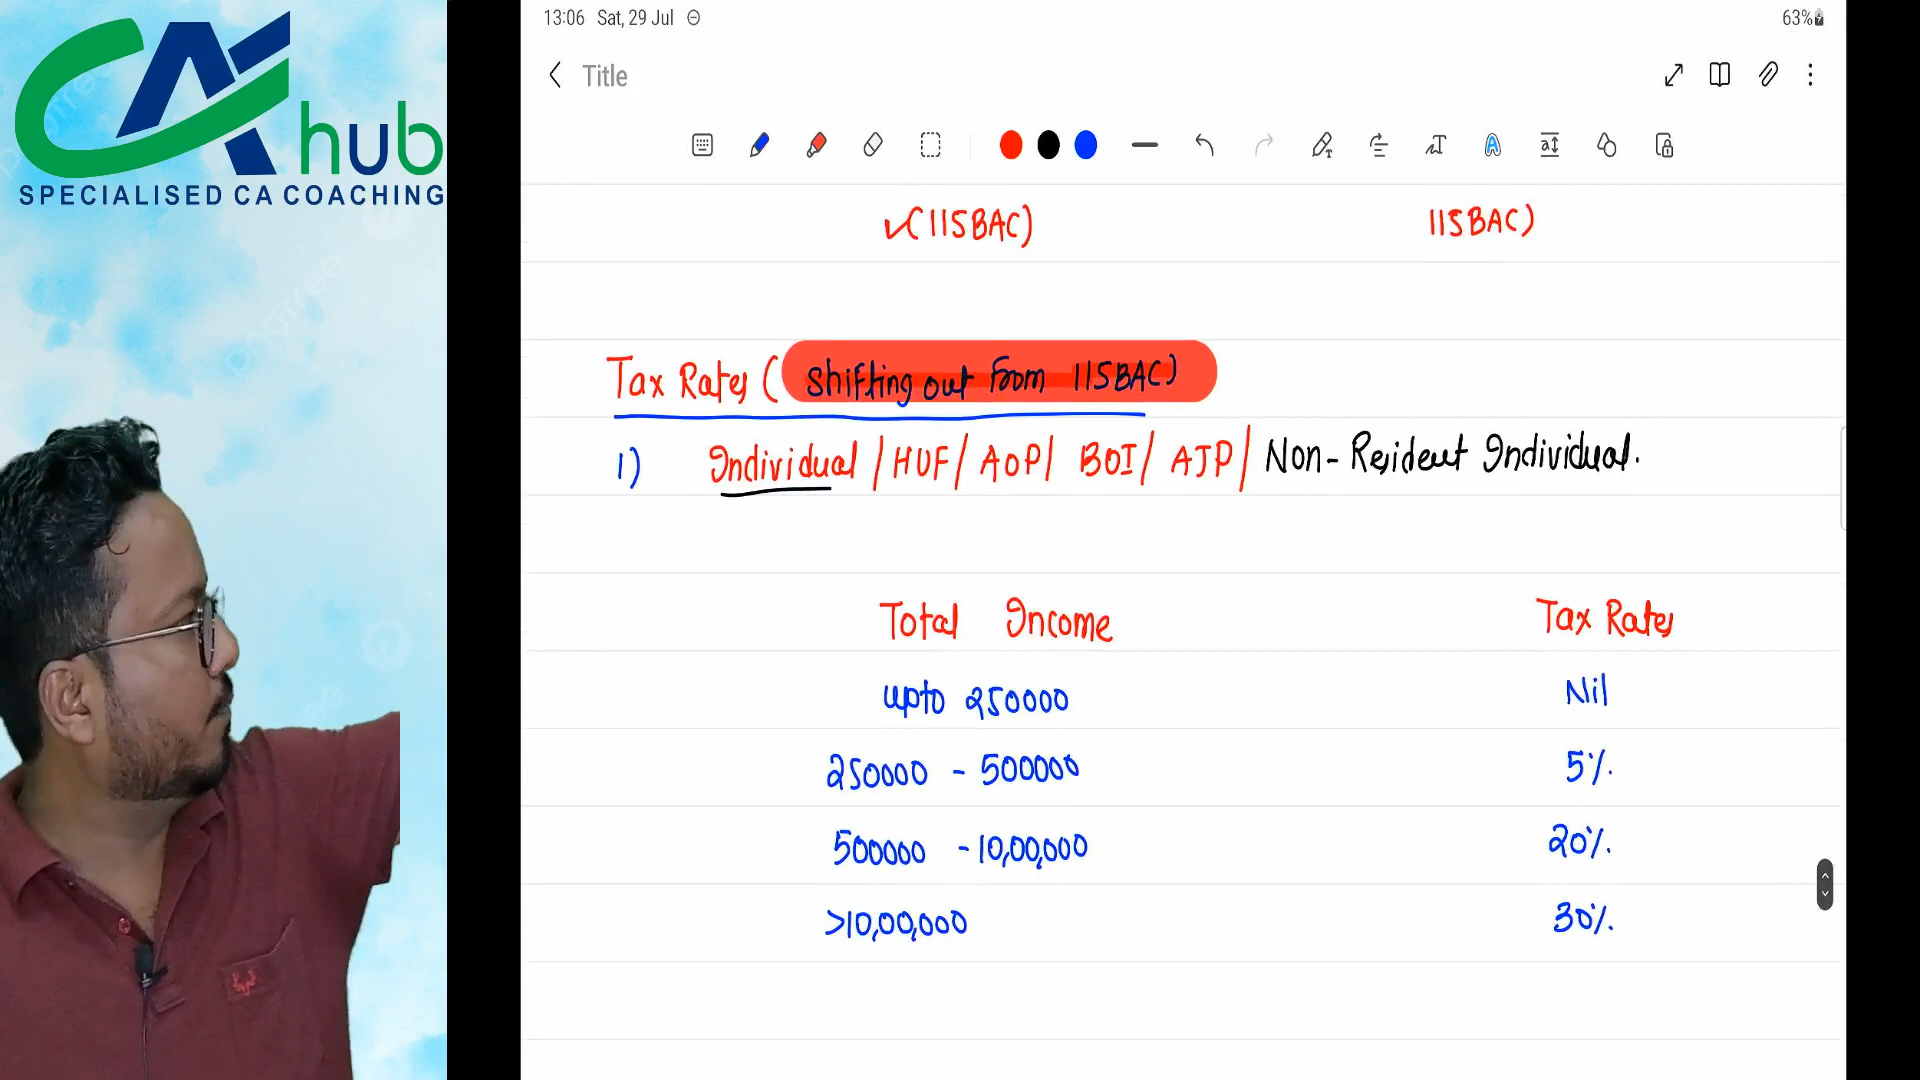 CA hub
SPECIALISED CA COACHING
13:06 Sat, 29 Jul
63%
Title
(115BAC)
115BAC)
Tax Rates (shifting out from 115BAC)
1) Individual / HUF / AOP / BOI / AJP / Non-Resident Individual.
Total Income Tax Rates
upto 250000 Nil
250000 - 500000 5%.
500000 - 10,00,000 20%.
>10,00,000 30%.